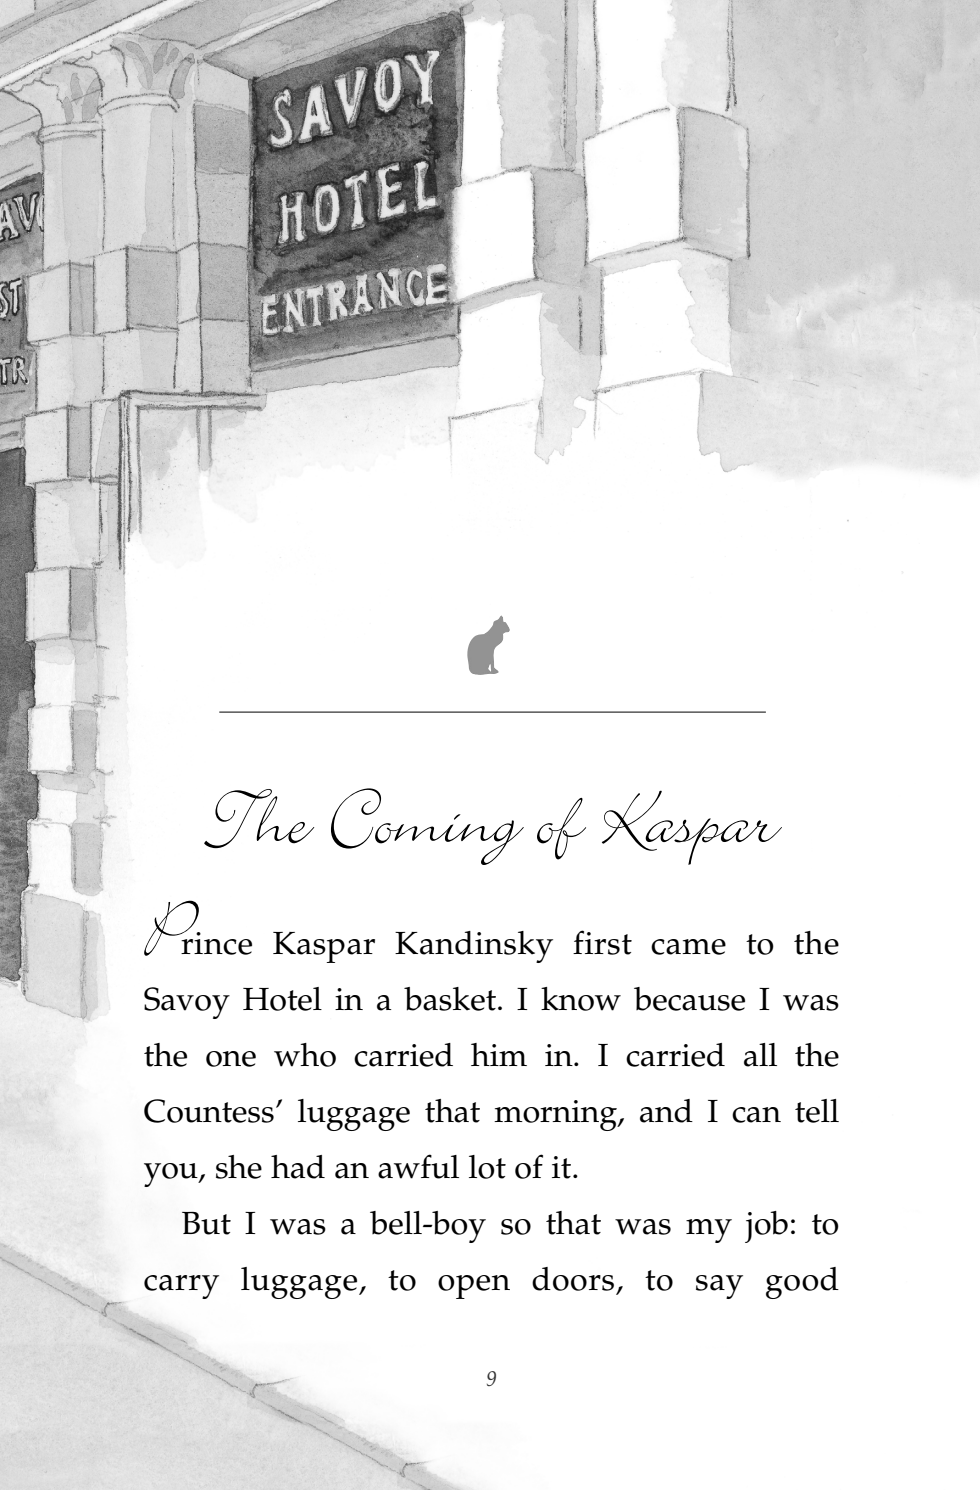 SAVOY
HOTEL
ENTRANCE
The Coming of Kaspar
Prince Kaspar Kandinsky first came to the
Savoy Hotel in a basket. I know because I was
the one who carried him in. I carried all the
Countess’ luggage that morning, and I can tell
you, she had an awful lot of it.
But I was a bell-boy so that was my job: to
carry luggage, to open doors, to say good
9